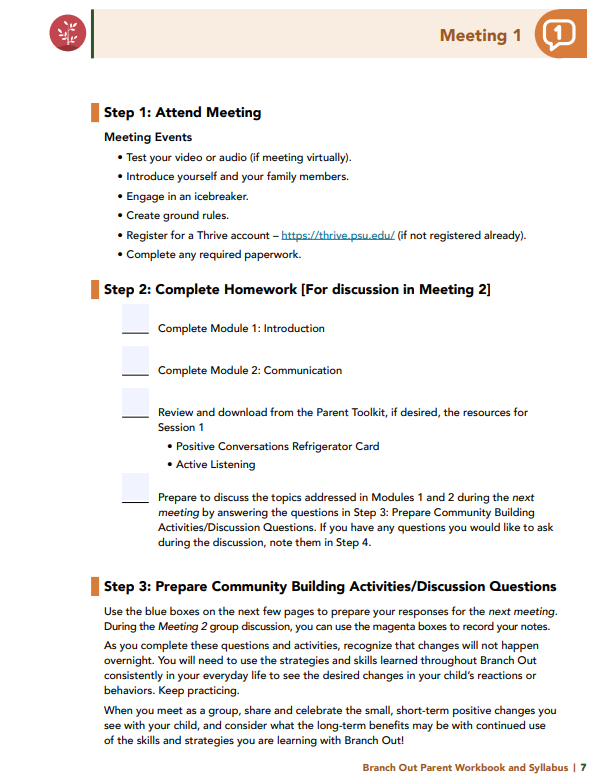 Meeting 1
1
Step 1: Attend Meeting
Meeting Events
• Test your video or audio (if meeting virtually).
• Introduce yourself and your family members.
• Engage in an icebreaker.
• Create ground rules.
• Register for a Thrive account – https://thrive.psu.edu/ (if not registered already).
• Complete any required paperwork.
Step 2: Complete Homework [For discussion in Meeting 2]
Complete Module 1: Introduction
Complete Module 2: Communication
Review and download from the Parent Toolkit, if desired, the resources for
Session 1
• Positive Conversations Refrigerator Card
• Active Listening
Prepare to discuss the topics addressed in Modules 1 and 2 during the next
meeting by answering the questions in Step 3: Prepare Community Building
Activities/Discussion Questions. If you have any questions you would like to ask
during the discussion, note them in Step 4.
Step 3: Prepare Community Building Activities/Discussion Questions
Use the blue boxes on the next few pages to prepare your responses for the next meeting.
During the Meeting 2 group discussion, you can use the magenta boxes to record your notes.
As you complete these questions and activities, recognize that changes will not happen
overnight. You will need to use the strategies and skills learned throughout Branch Out
consistently in your everyday life to see the desired changes in your child's reactions or
behaviors. Keep practicing.
When you meet as a group, share and celebrate the small, short-term positive changes you
see with your child, and consider what the long-term benefits may be with continued use
of the skills and strategies you are learning with Branch Out!
Branch Out Parent Workbook and Syllabus | 7